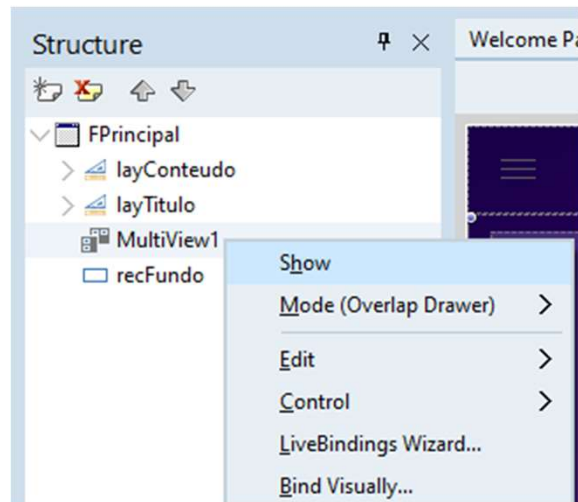 Structure
Welcome Pa
FPrincipal
layConteudo
layTitulo
MultiView1
recFundo
Show
Mode (Overlap Drawer)
Edit
Control
LiveBindings Wizard...
Bind Visually...